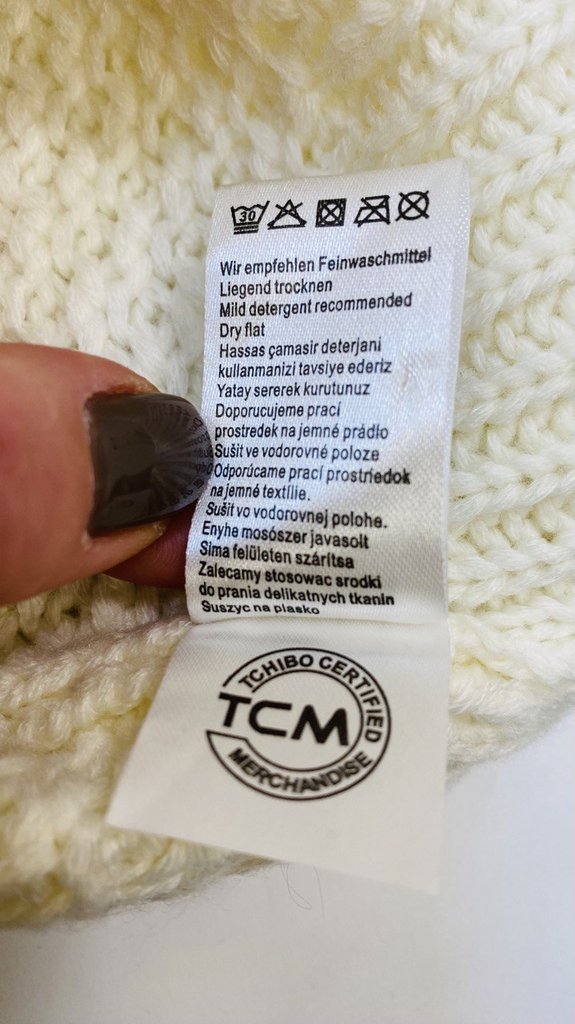 30
Wir empfehlen Feinwaschmittel
Liegend trocknen
Mild detergent recommended
Dry flat
Hassas çamasir deterjani
kullanmanizi tavsiye ederiz
Yatay sererek kurutunuz
Doporucujeme prací
prostredek na jemné prádlo
Sušit ve vodorovné poloze
Odporúcame prací prostriedok
na jemné textílie.
Sušit vo vodorovnej polohe.
Enyhe mosószer javasolt
Sima felületen szárítsa
Zalecamy stosowac srodki
do prania delikatnych tkanin
Suszyc na plasko
TCHIBO CERTIFIED
TCM
MERCHANDISE